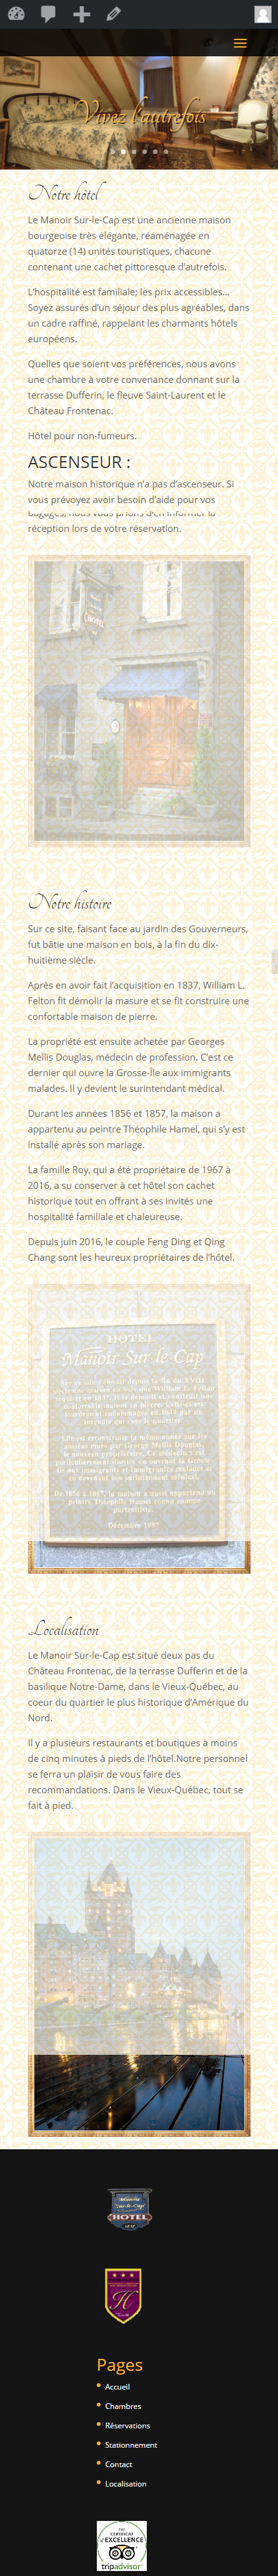 Vivez l'autrefois
Notre hôtel
Le Manoir Sur-le-Cap est une ancienne maison
bourgeoise très élégante, réaménagée en
quatorze (14) unités touristiques, chacune
contenant une cachet pittoresque d'autrefois.
L'hospitalité est familiale; les prix accessibles...
Soyez assurés d'un séjour des plus agréables, dans
un cadre raffiné, rappelant les charmants hôtels
européens.
Quelques que soient vos préférences, nous avons
une chambre à votre convenance donnant sur la
terrasse Dufferin, le fleuve Saint-Laurent et le
Château Frontenac.
Hôtel pour non-fumeurs.
ASCENSEUR :
Notre maison historique n'a pas d'ascenseur. Si
vous prévoyez avoir besoin d'aide pour vos
bagages, nous vous prions d'en informer la
réception lors de votre réservation.
HOTEL
Notre histoire
Sur ce site, faisant face au jardin des Gouverneurs,
fut bâtie une maison en bois, à la fin du dix-
huitième siècle.
Après en avoir fait l'acquisition en 1837, William L.
Felton fit démolir la masure et se fit construire une
confortable maison de pierre.
La propriété est ensuite achetée par Georges
Mellis Douglas, médecin de profession. C'est ce
dernier qui ouvre la Grosse-Île aux immigrants
malades. Il y devient le surintendant médical.
Durant les années 1856 et 1857, la maison a
appartenu au peintre Théophile Hamel, qui s'y est
installé après son mariage.
La famille Roy, qui a été propriétaire de 1967 à
2016, a su conserver à cet hôtel son cachet
historique tout en offrant à ses invités une
hospitalité familiale et chaleureuse.
Depuis juin 2016, le couple Feng Ding et Qing
Chang sont les heureux propriétaires de l'hôtel.
HOTEL
Manoir Sur-le-Cap
Décembre 1997
Localisation
Le Manoir Sur-le-Cap est situé deux pas du
Château Frontenac, de la terrasse Dufferin et de la
basilique Notre-Dame, dans le Vieux-Québec, au
coeur du quartier le plus historique d'Amérique du
Nord.
Il y a plusieurs restaurants et boutiques à moins
de cinq minutes à pieds de l'hôtel.Notre personnel
se ferra un plaisir de vous faire des
recommandations. Dans le Vieux-Québec, tout se
fait à pied.
Manoir
Sur-le-Cap
HOTEL
H
Pages
Accueil
Chambres
Réservations
Stationnement
Contact
Localisation
CERTIFICATE of
EXCELLENCE
tripadvisor